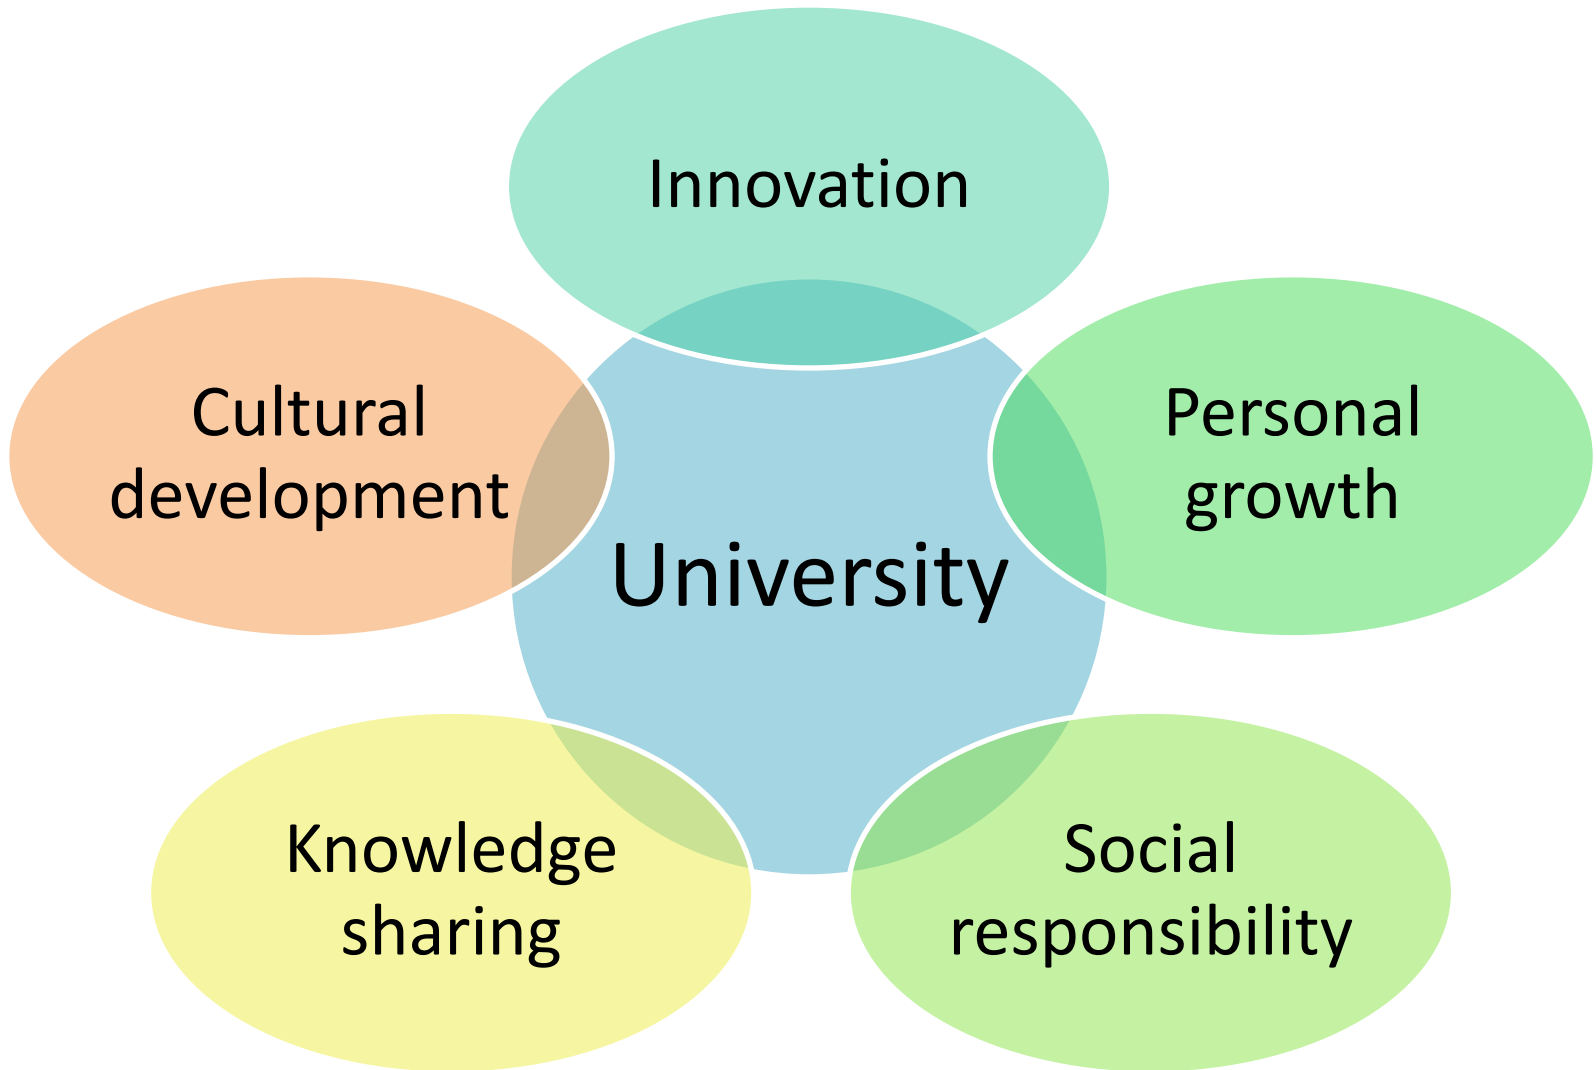 Innovation
Cultural
development
Personal
growth
University
Knowledge
sharing
Social
responsibility